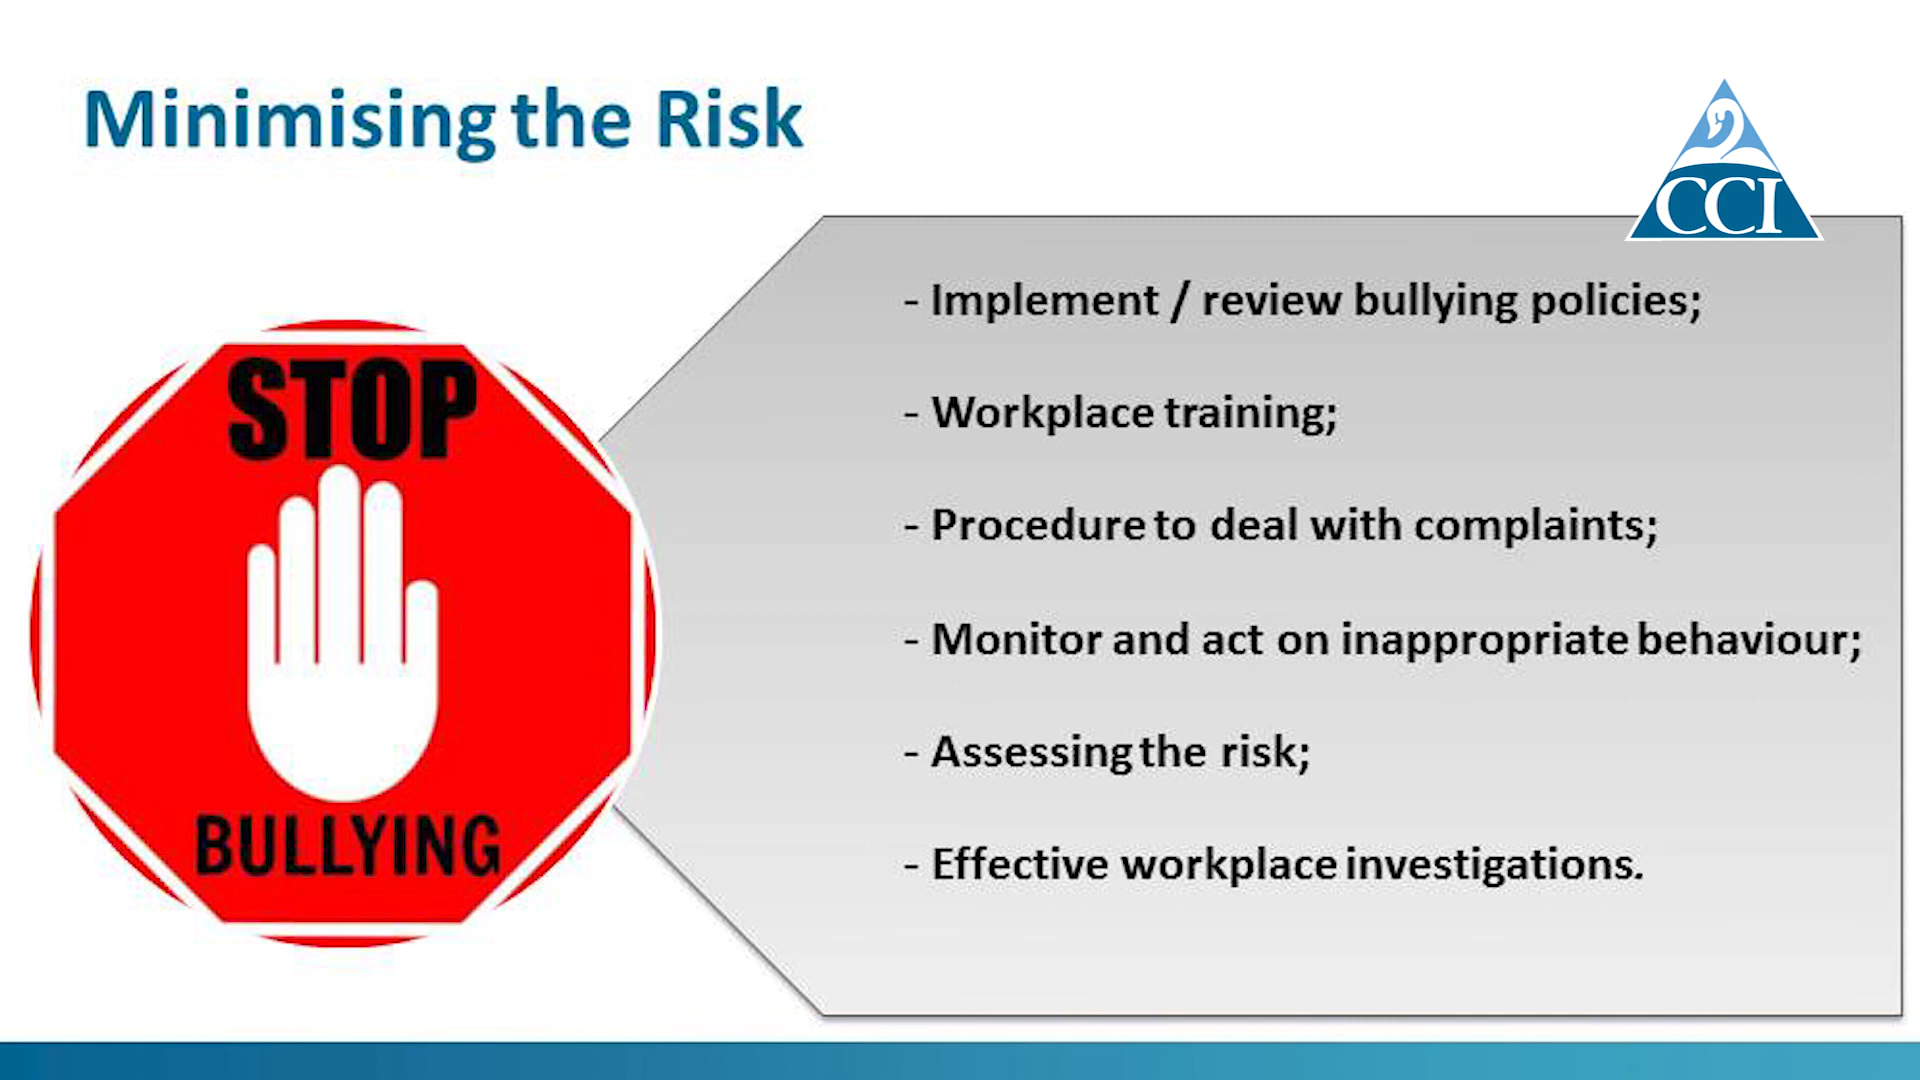 Minimising the Risk
CCI
STOP
BULLYING
- Implement / review bullying policies;
- Workplace training;
- Procedure to deal with complaints;
- Monitor and act on inappropriate behaviour;
- Assessing the risk;
- Effective workplace investigations.